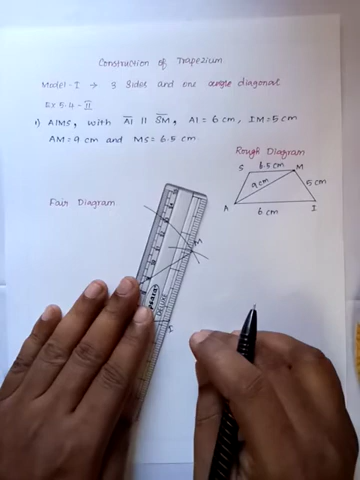 Construction of Trapezium
Model-I → 3 Sides and one angle diagonal
Ex 5.4 - II
1) AIMS, with AI || SM, AI = 6 cm, IM = 5 cm
AM = 9 cm and MS = 6.5 cm
Rough Diagram
S 6.5 cm M
9 cm 5 cm
A I
6 cm
Fair Diagram
M
DELUXE
I